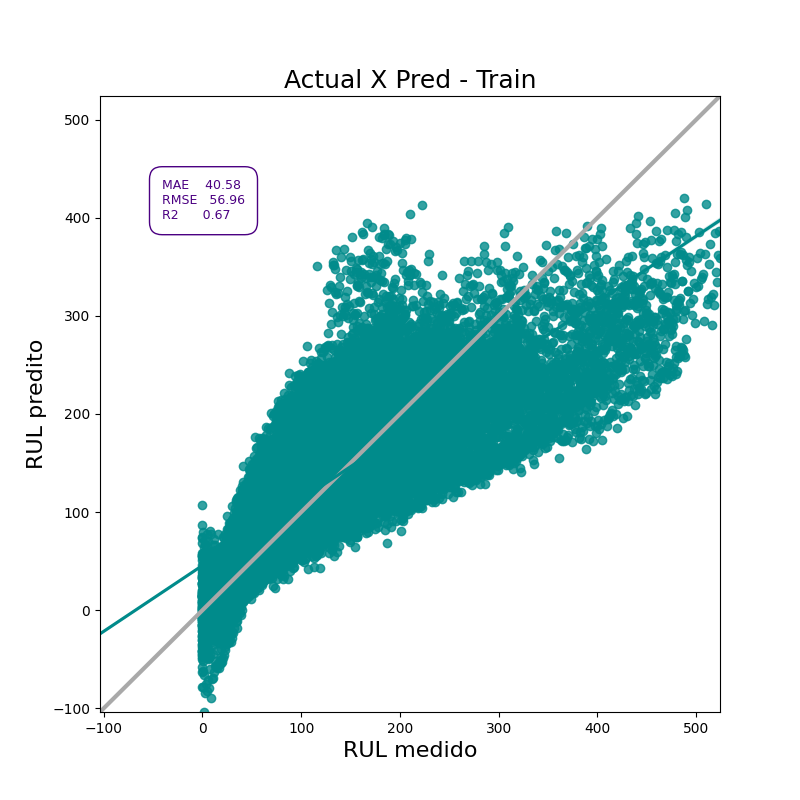 Actual X Pred - Train
500
400
300
200
100
0
−100
MAE 40.58
RMSE 56.96
R2 0.67
RUL predito
−100 0 100 200 300 400 500
RUL medido